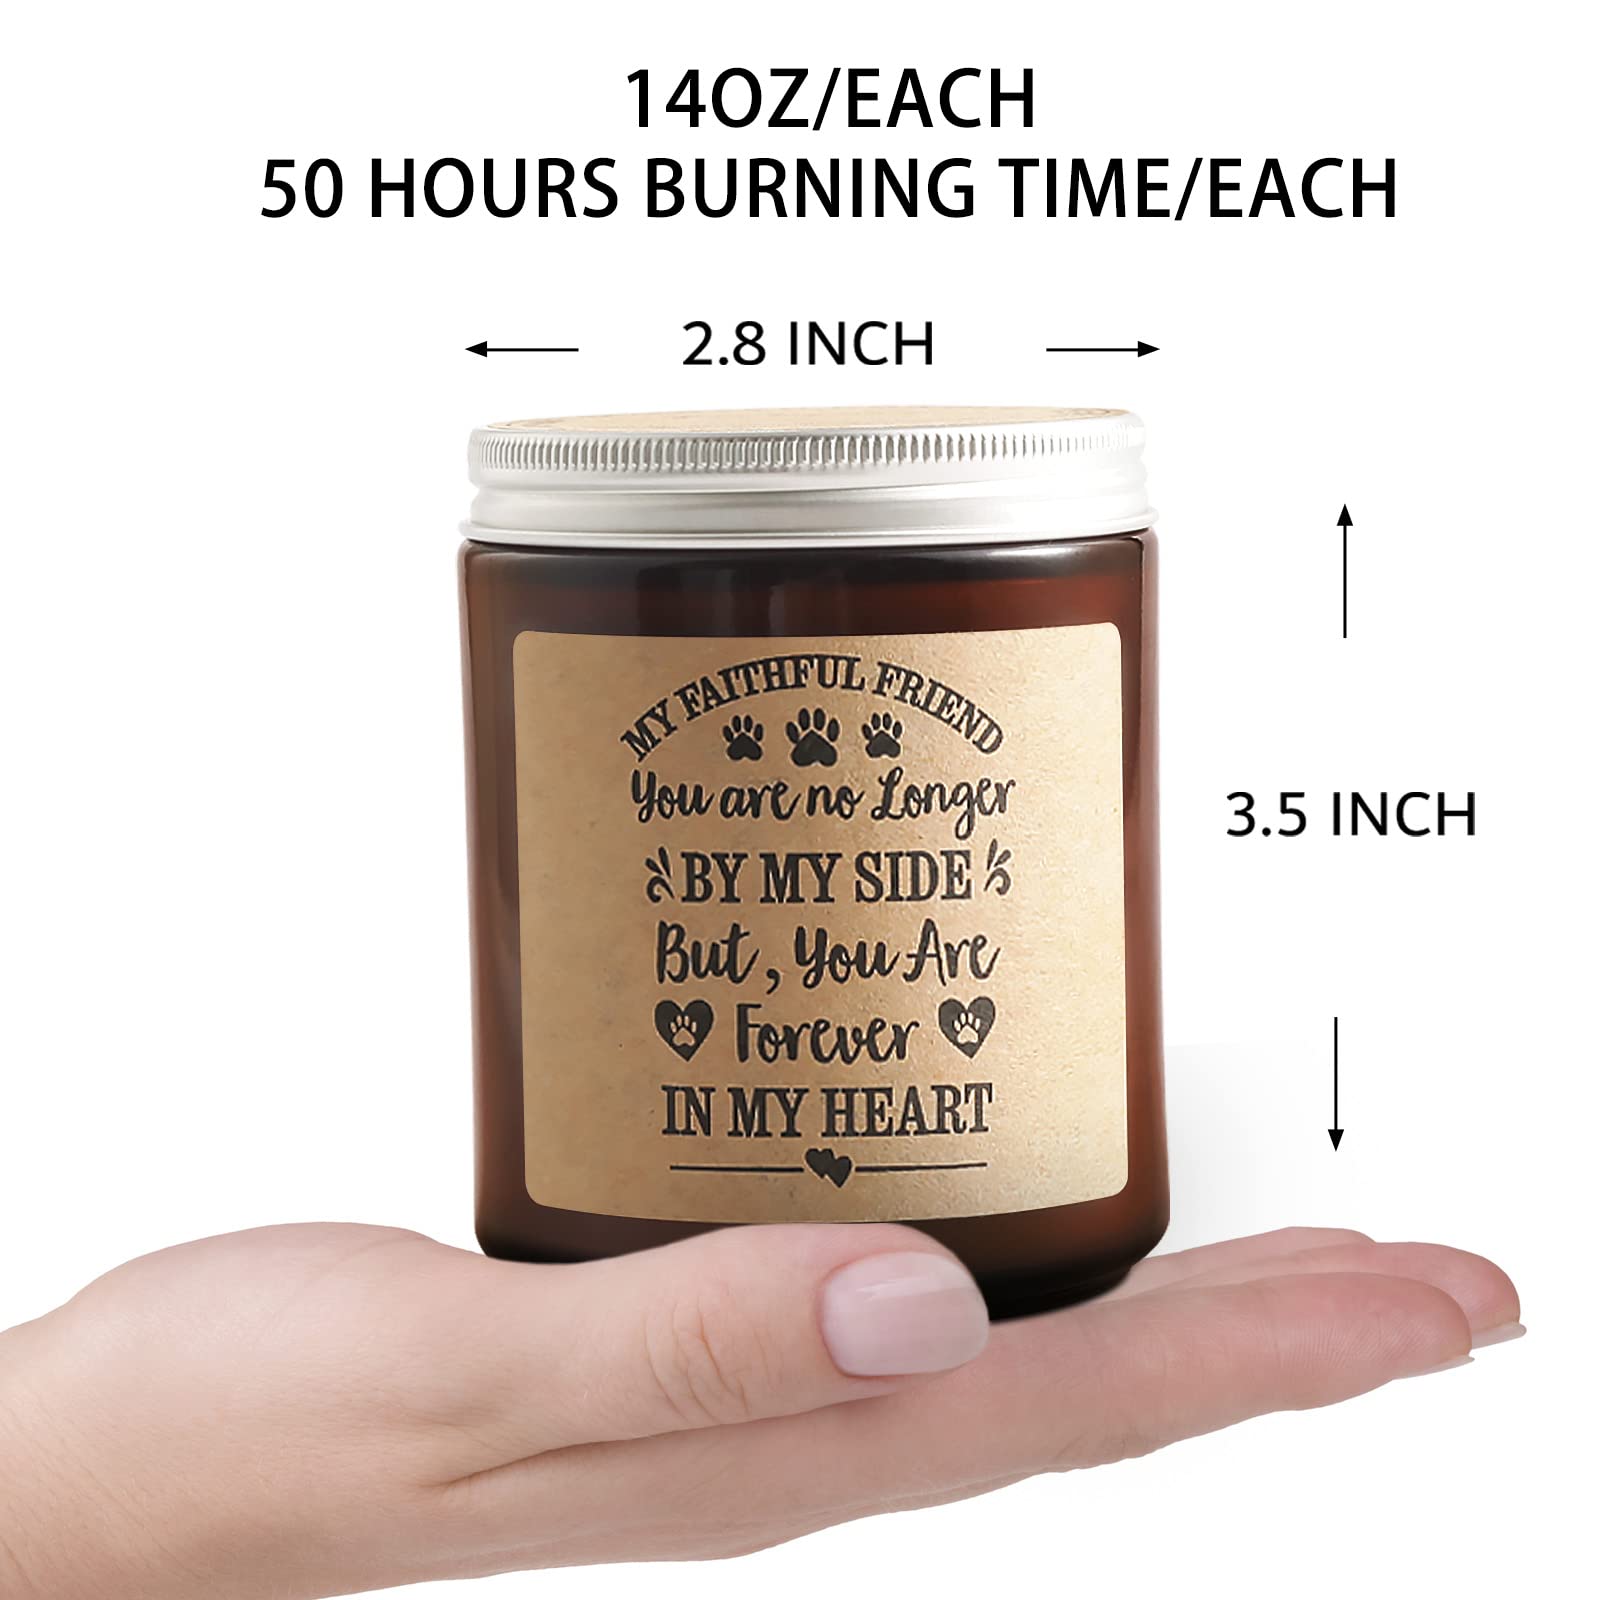 14OZ/EACH
50 HOURS BURNING TIME/EACH
2.8 INCH
MY FAITHFUL FRIEND
You are no Longer
BY MY SIDE
But, You Are
Forever
IN MY HEART
3.5 INCH